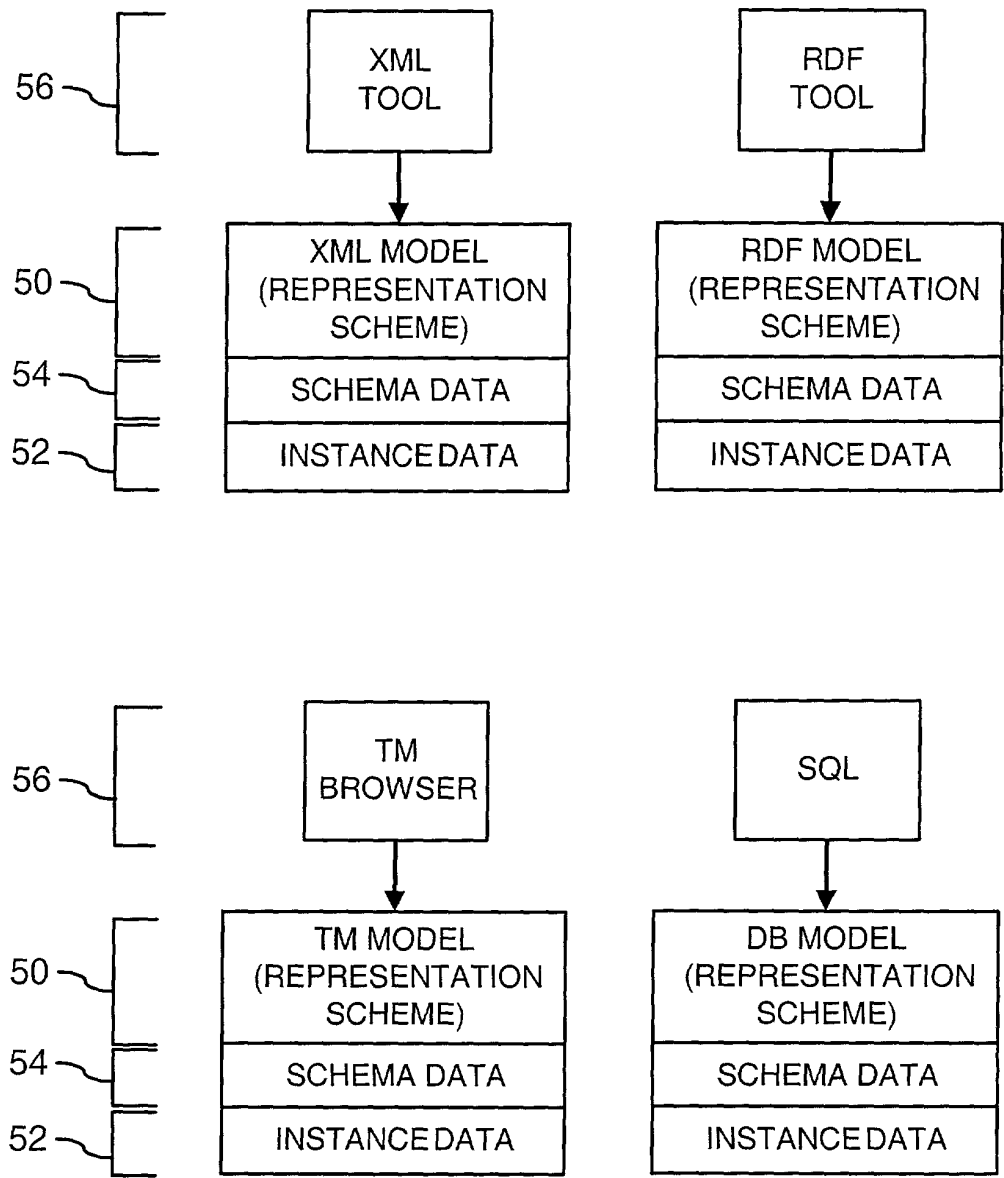 56
XML
TOOL
RDF
TOOL
50
XML MODEL
(REPRESENTATION
SCHEME)
RDF MODEL
(REPRESENTATION
SCHEME)
54
SCHEMA DATA
SCHEMA DATA
52
INSTANCE DATA
INSTANCE DATA
56
TM
BROWSER
SQL
50
TM MODEL
(REPRESENTATION
SCHEME)
DB MODEL
(REPRESENTATION
SCHEME)
54
SCHEMA DATA
SCHEMA DATA
52
INSTANCE DATA
INSTANCE DATA